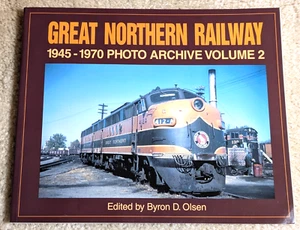 GREAT NORTHERN RAILWAY
1945-1970 PHOTO ARCHIVE VOLUME 2
Edited by Byron D. Olsen